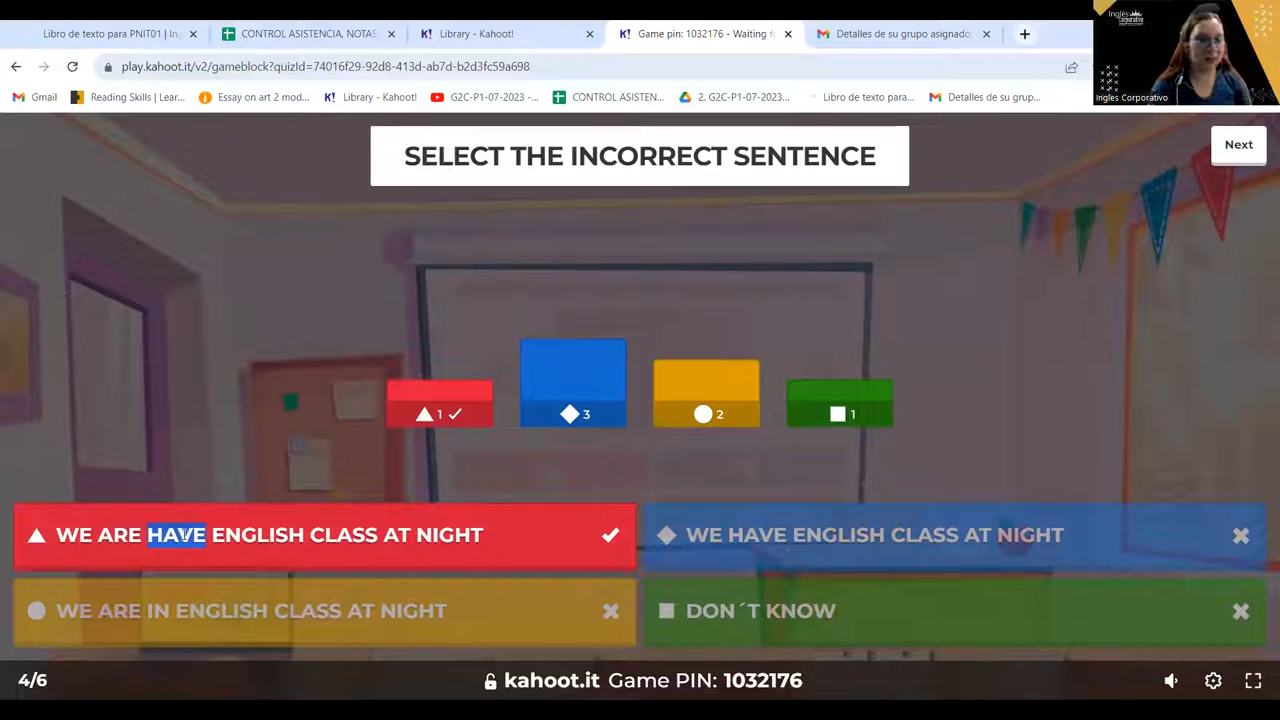 Libro de texto para PNIT01 | In
CONTROL ASISTENCIA, NOTAS
Library - Kahoot!
Game pin: 1032176 - Waiting fo
Detalles de su grupo asignado:
play.kahoot.it/v2/gameblock?quizId=74016f29-92d8-413d-ab7d-b2d3fc59a698
Gmail
Reading Skills | Lear...
Essay on art 2 mod...
Library - Kahoot!
G2C-P1-07-2023 -...
CONTROL ASISTEN...
2. G2C-P1-07-2023...
Libro de texto para...
Detalles de su grup...
Inglés
Corporativo
Ingles Corporativo
SELECT THE INCORRECT SENTENCE
Next
1
3
2
1
WE ARE HAVE ENGLISH CLASS AT NIGHT
WE HAVE ENGLISH CLASS AT NIGHT
WE ARE IN ENGLISH CLASS AT NIGHT
DON´T KNOW
4/6
kahoot.it Game PIN: 1032176